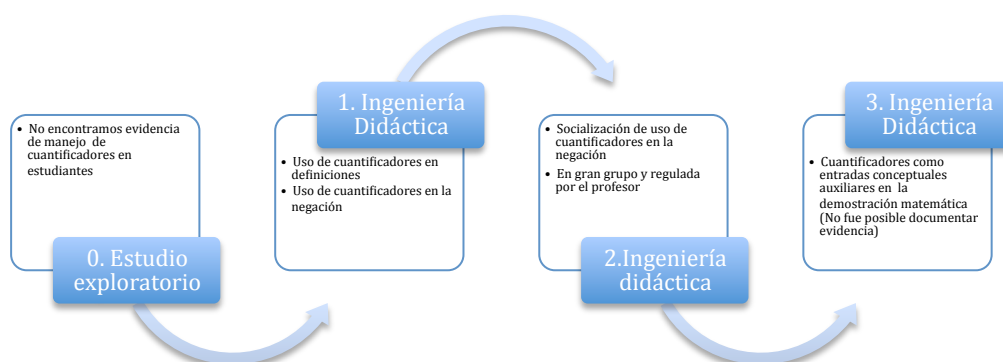 • No encontramos evidencia
de manejo de
cuantificadores en
estudiantes
0. Estudio
exploratorio
1. Ingeniería
Didáctica
• Uso de cuantificadores en
definiciones
• Uso de cuantificadores en la
negación
• Socialización de uso de
cuantificadores en la
negación
• En gran grupo y regulada
por el profesor
2.Ingeniería
didáctica
3. Ingeniería
Didáctica
• Cuantificadores como
entradas conceptuales
auxiliares en la
demostración matemática
(No fue posible documentar
evidencia)